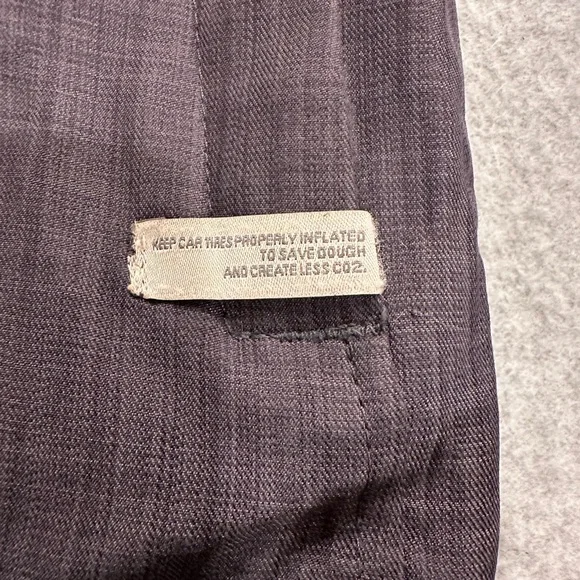 KEEP CAR TIRES PROPERLY INFLATED
TO SAVE DOUGH
AND CREATE LESS CO2.